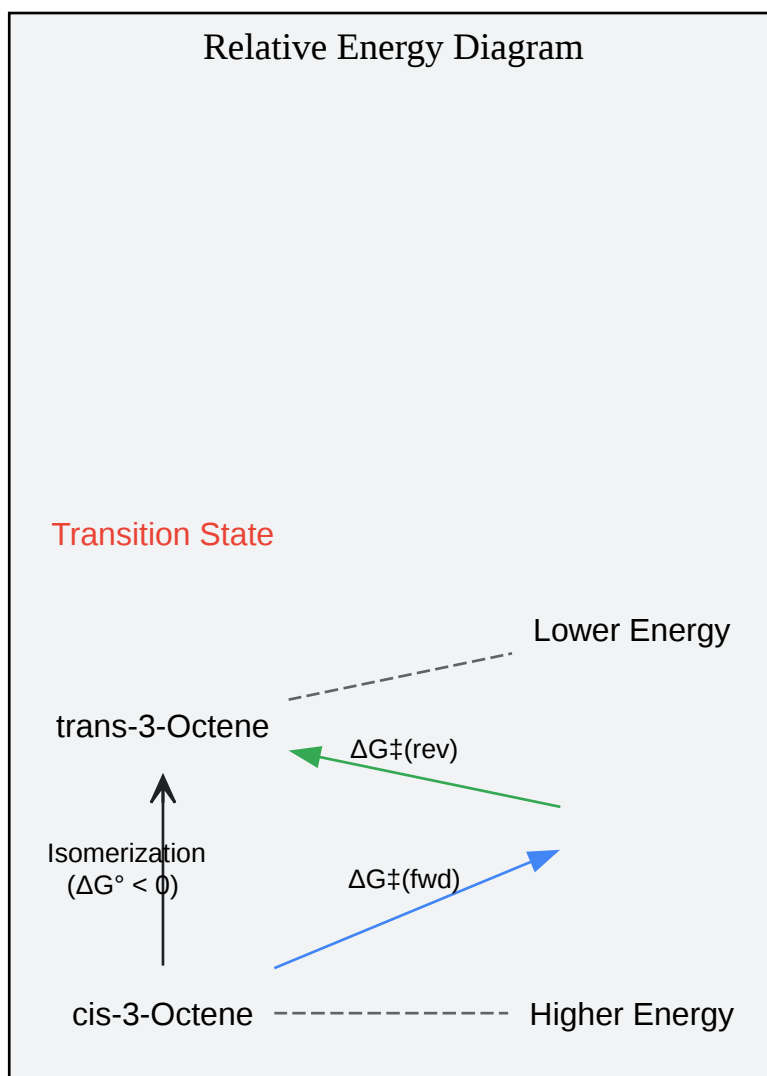 Relative Energy Diagram
Transition State
Lower Energy
trans-3-Octene
ΔG‡(rev)
Isomerization
(ΔG° < 0)
ΔG‡(fwd)
cis-3-Octene
Higher Energy